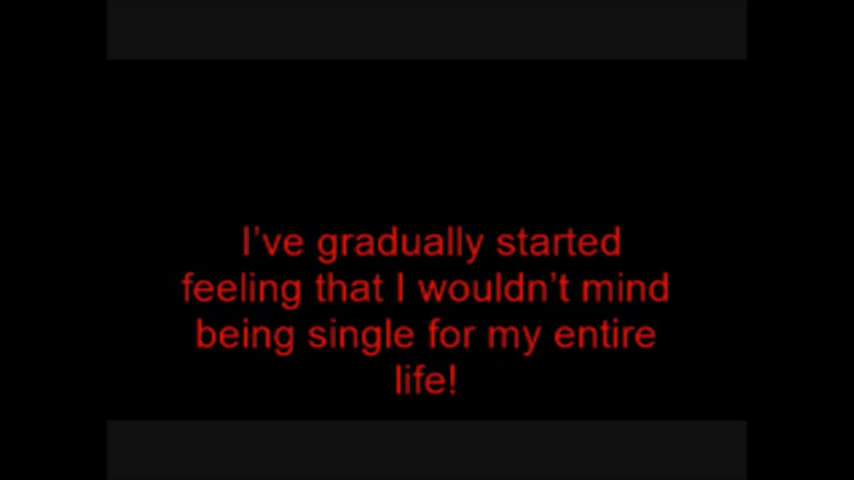 I’ve gradually started
feeling that I wouldn’t mind
being single for my entire
life!